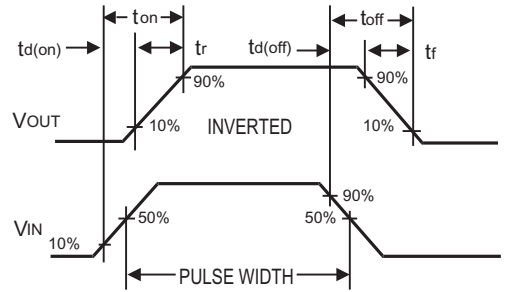 ton toff
td(on) tr td(off) tf
90% 90%
VOUT 10% INVERTED 10%
90%
50% 50%
VIN 10%
PULSE WIDTH